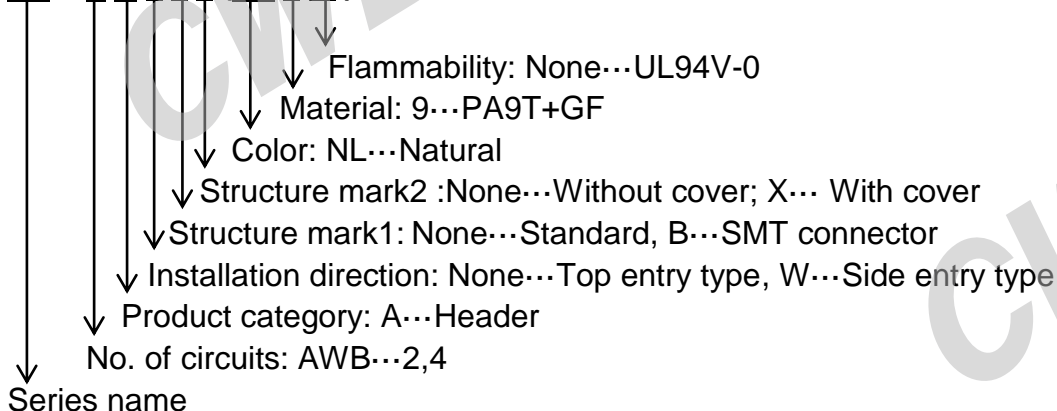 Flammability: None···UL94V-0
Material: 9···PA9T+GF
Color: NL···Natural
Structure mark2 :None···Without cover; X··· With cover
Structure mark1: None···Standard, B···SMT connector
Installation direction: None···Top entry type, W···Side entry type
Product category: A···Header
No. of circuits: AWB···2,4
Series name